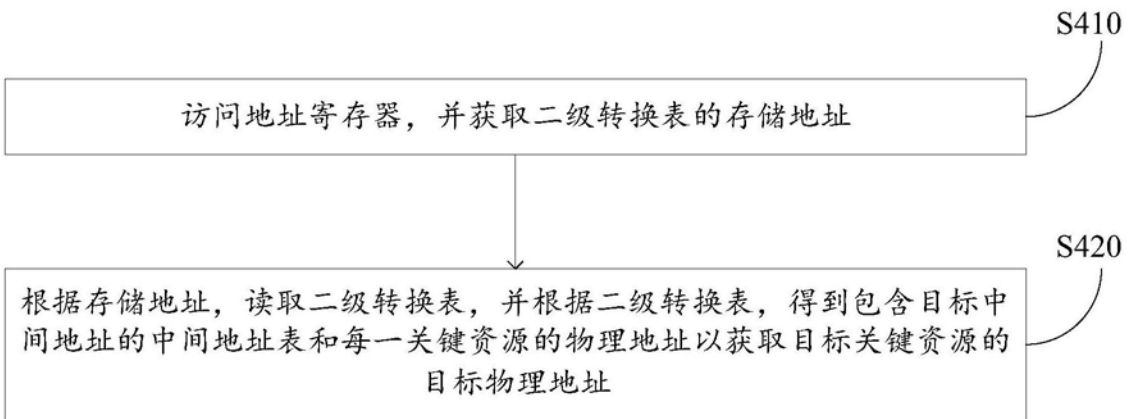 S410
访问地址寄存器，并获取二级转换表的存储地址
S420
根据存储地址，读取二级转换表，并根据二级转换表，得到包含目标中
间地址的中间地址表和每一关键资源的物理地址以获取目标关键资源的
目标物理地址